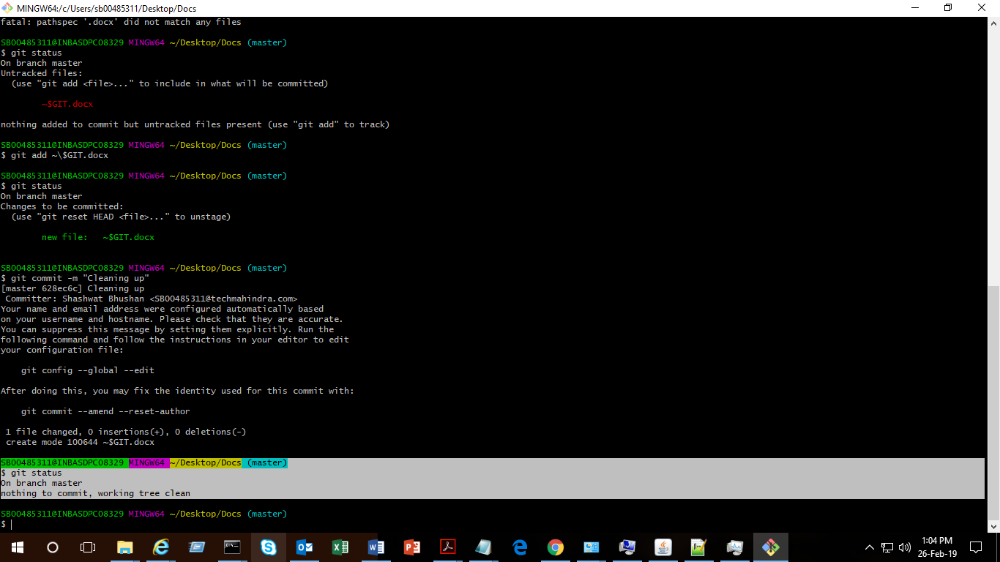 MINGW64:/c/Users/sb00485311/Desktop/Docs
fatal: pathspec '.docx' did not match any files
SB00485311@INBASDPC08329 MINGW64 ~/Desktop/Docs (master)
$ git status
On branch master
Untracked files:
  (use "git add <file>..." to include in what will be committed)
        ~$GIT.docx
nothing added to commit but untracked files present (use "git add" to track)
SB00485311@INBASDPC08329 MINGW64 ~/Desktop/Docs (master)
$ git add ~\$GIT.docx
SB00485311@INBASDPC08329 MINGW64 ~/Desktop/Docs (master)
$ git status
On branch master
Changes to be committed:
  (use "git reset HEAD <file>..." to unstage)
        new file:   ~$GIT.docx
SB00485311@INBASDPC08329 MINGW64 ~/Desktop/Docs (master)
$ git commit -m "Cleaning up"
[master 628ec6c] Cleaning up
 Committer: Shashwat Bhushan <SB00485311@techmahindra.com>
Your name and email address were configured automatically based
on your username and hostname. Please check that they are accurate.
You can suppress this message by setting them explicitly. Run the
following command and follow the instructions in your editor to edit
your configuration file:
    git config --global --edit
After doing this, you may fix the identity used for this commit with:
    git commit --amend --reset-author
 1 file changed, 0 insertions(+), 0 deletions(-)
 create mode 100644 ~$GIT.docx
SB00485311@INBASDPC08329 MINGW64 ~/Desktop/Docs (master)
$ git status
On branch master
nothing to commit, working tree clean
SB00485311@INBASDPC08329 MINGW64 ~/Desktop/Docs (master)
$
1:04 PM
26-Feb-19